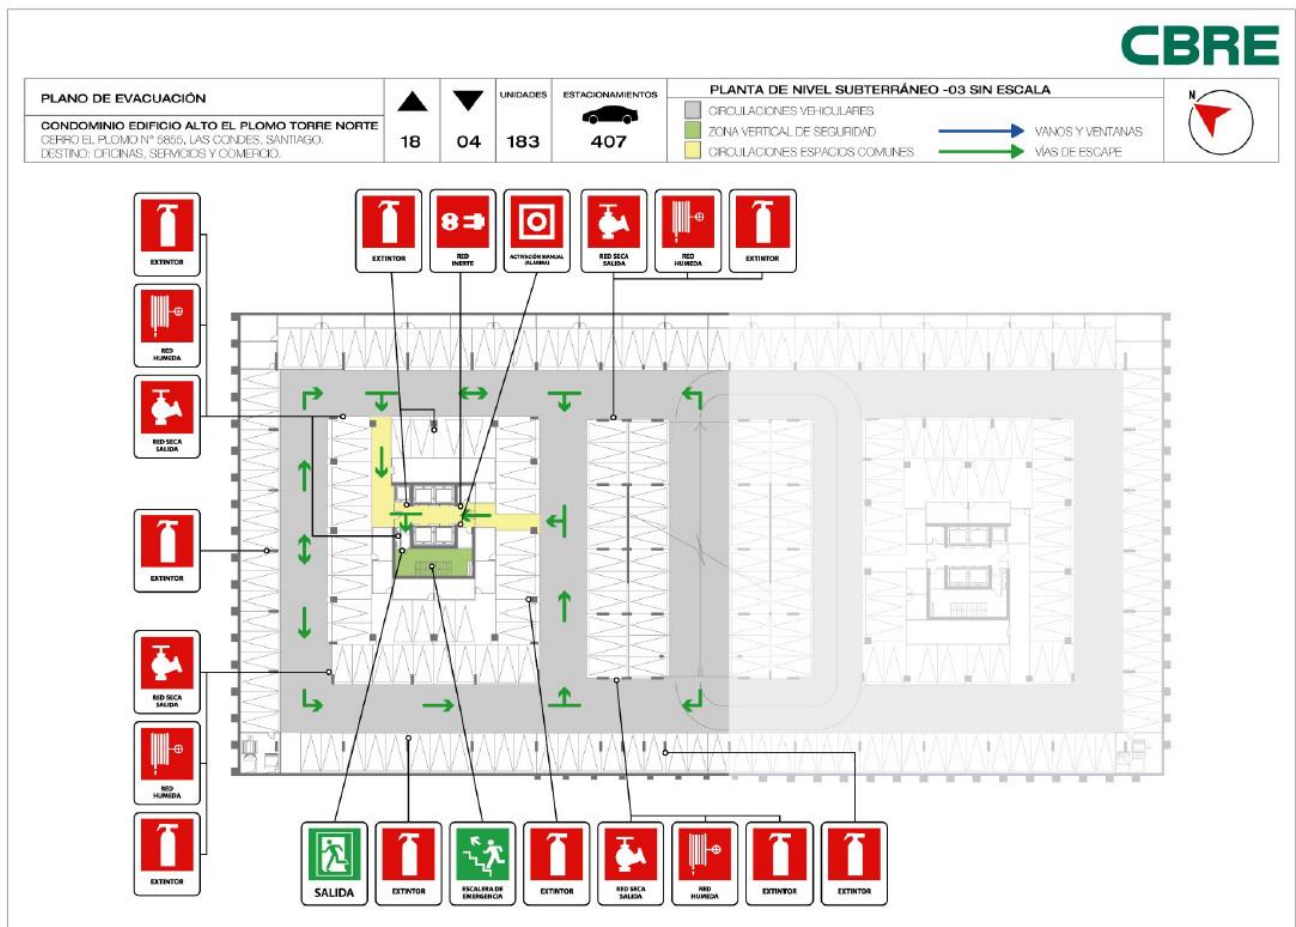 CBRE
PLANO DE EVACUACIÓN
CONDOMINIO EDIFICIO ALTO EL PLOMO TORRE NORTE
CERRO EL PLOMO N° 5855, LAS CONDES, SANTIAGO.
DESTINO: OFICINAS, SERVICIOS Y COMERCIO.
18
04
UNIDADES
183
ESTACIONAMIENTOS
407
PLANTA DE NIVEL SUBTERRÁNEO -03 SIN ESCALA
CIRCULACIONES VEHICULARES
ZONA VERTICAL DE SEGURIDAD
CIRCULACIONES ESPACIOS COMUNES
VANOS Y VENTANAS
VÍAS DE ESCAPE
N
EXTINTOR
RED
HUMEDA
RED SECA
SALIDA
EXTINTOR
RED SECA
SALIDA
RED
HUMEDA
EXTINTOR
EXTINTOR
RED
INERTE
ACTIVACIÓN MANUAL
(ALARMA)
RED SECA
SALIDA
RED
HUMEDA
EXTINTOR
SALIDA
EXTINTOR
ESCALERA DE
EMERGENCIA
EXTINTOR
RED SECA
SALIDA
RED
HUMEDA
EXTINTOR
EXTINTOR